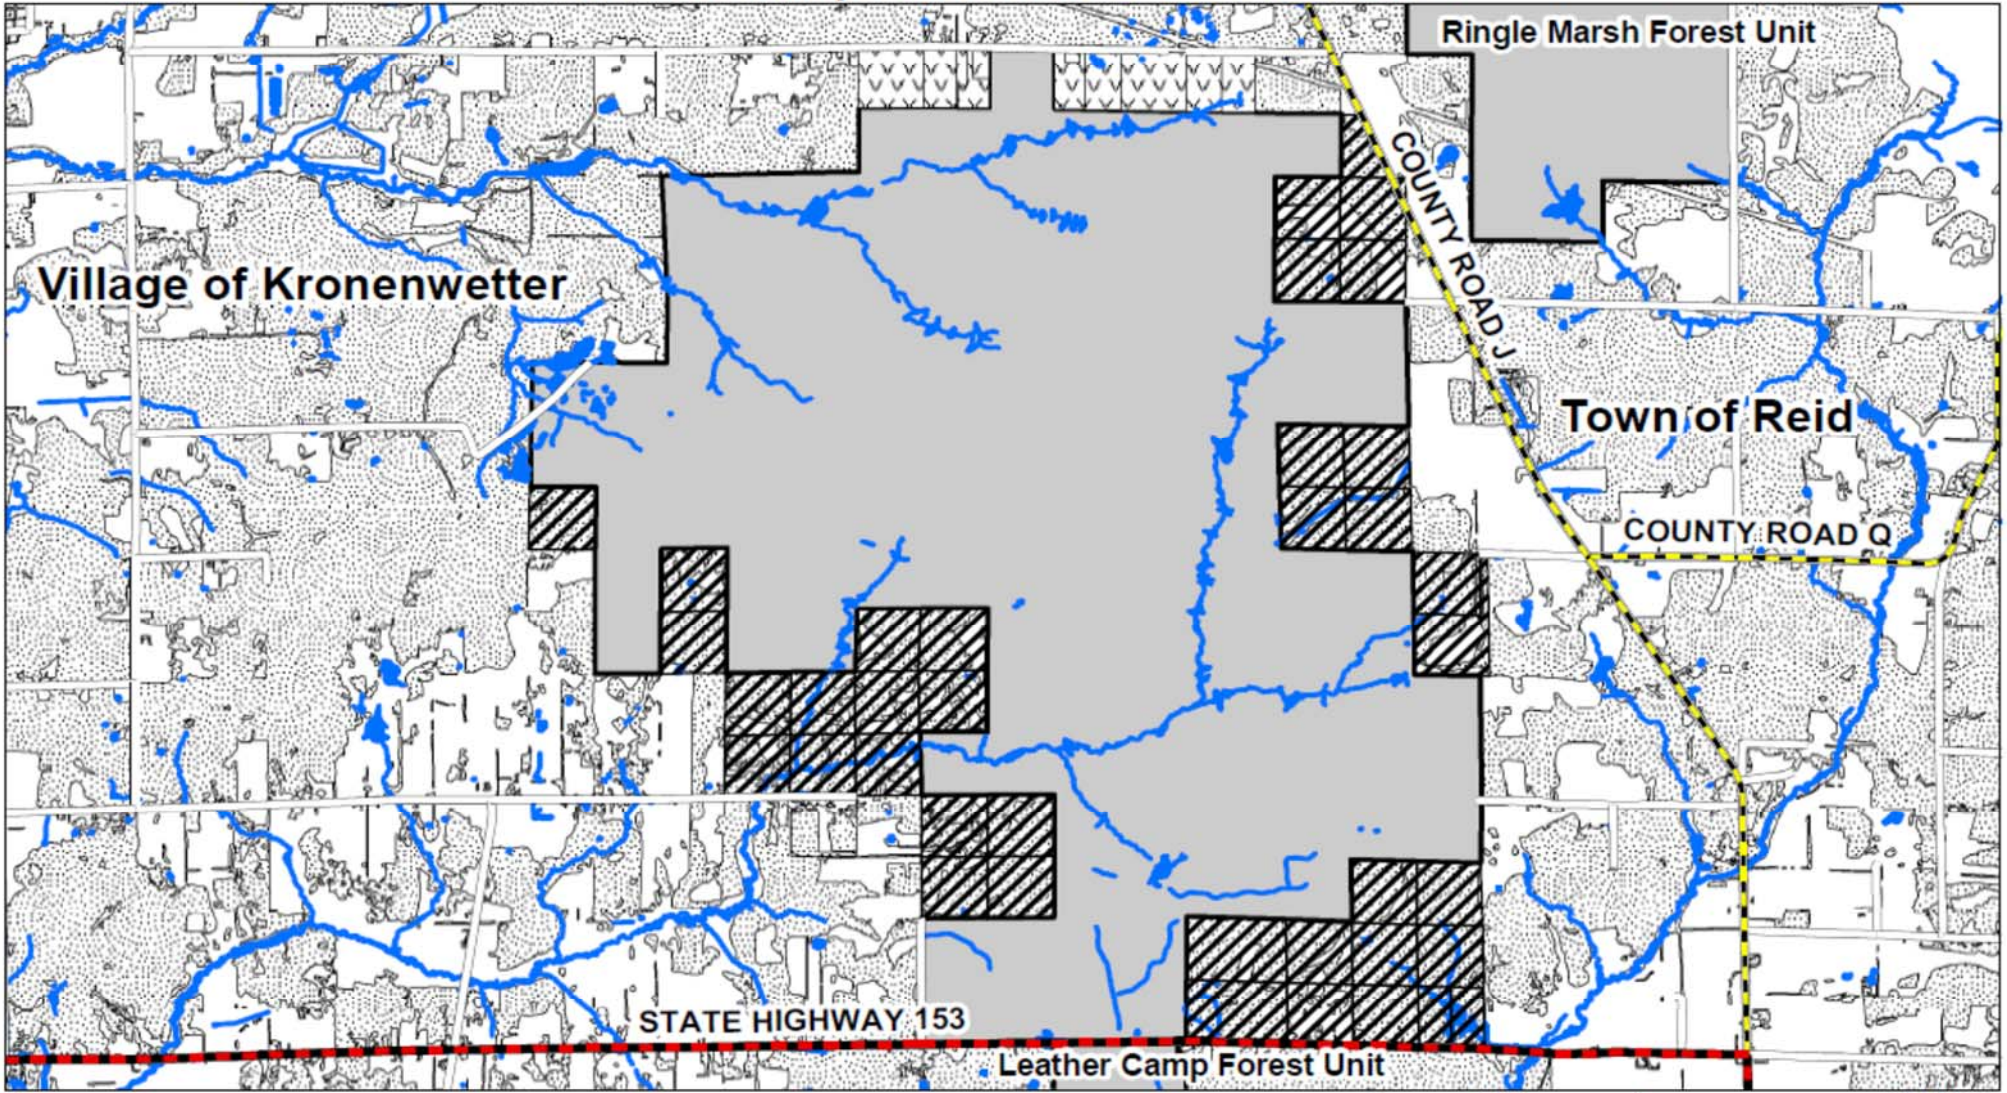 Ringle Marsh Forest Unit
COUNTY ROAD J
Village of Kronenwetter
Town of Reid
COUNTY ROAD Q
STATE HIGHWAY 153
Leather Camp Forest Unit